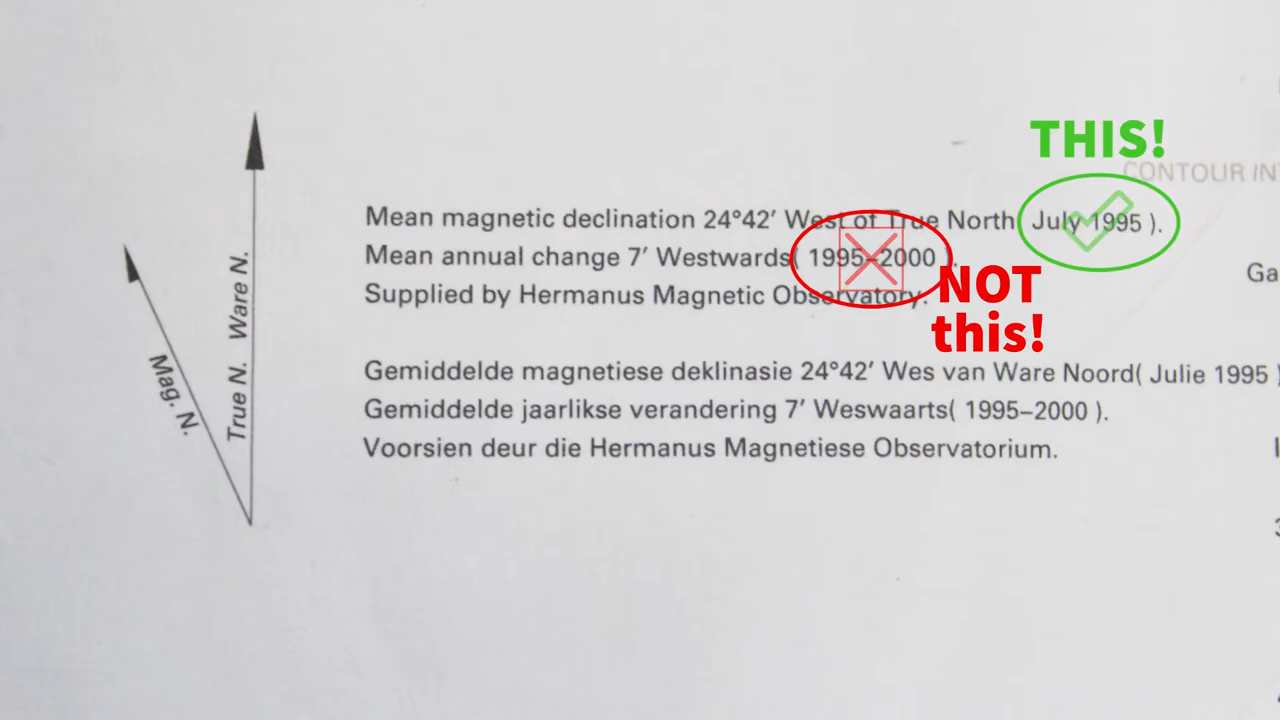 THIS!
CONTOUR IN
Mean magnetic declination 24°42′ West of True North July 1995 ).
Mean annual change 7′ Westwards( 1995–2000 ).
Supplied by Hermanus Magnetic Observatory.
NOT
this!
Ga
Gemiddelde magnetiese deklinasie 24°42′ Wes van Ware Noord( Julie 1995 )
Gemiddelde jaarlikse verandering 7′ Weswaarts( 1995–2000 ).
Voorsien deur die Hermanus Magnetiese Observatorium.
Mag. N.
True N. Ware N.